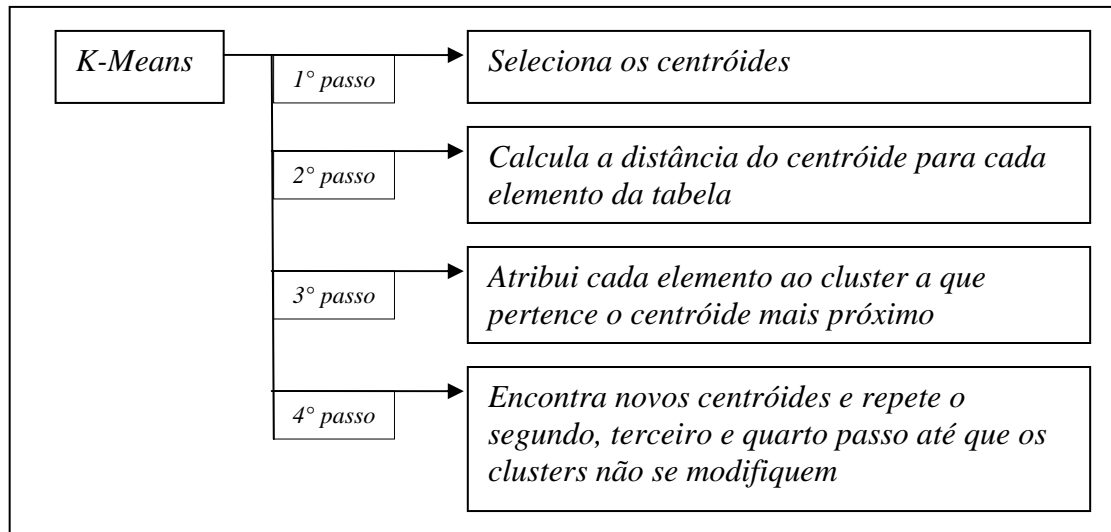 K-Means
1° passo
Seleciona os centróides
2° passo
Calcula a distância do centróide para cada
elemento da tabela
3° passo
Atribui cada elemento ao cluster a que
pertence o centróide mais próximo
4° passo
Encontra novos centróides e repete o
segundo, terceiro e quarto passo até que os
clusters não se modifiquem